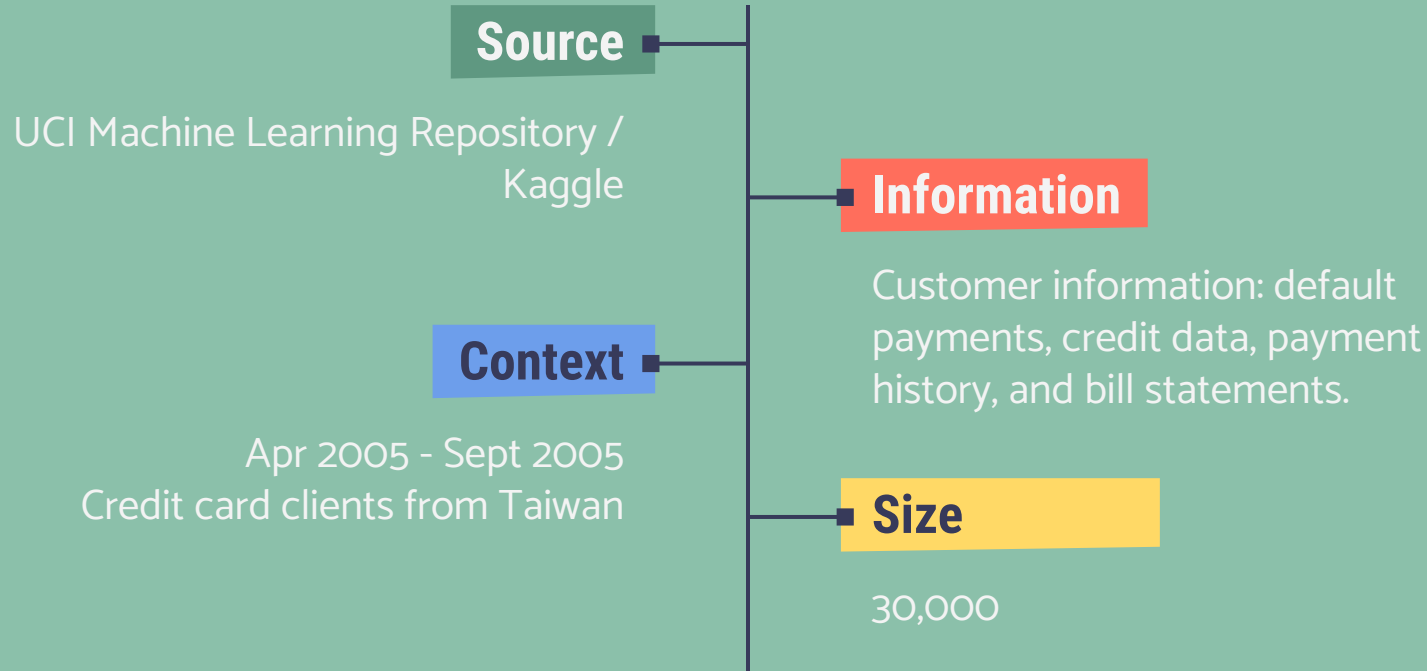 Source
UCI Machine Learning Repository /
Kaggle
Information
Customer information: default
payments, credit data, payment
history, and bill statements.
Context
Apr 2005 - Sept 2005
Credit card clients from Taiwan
Size
30,000